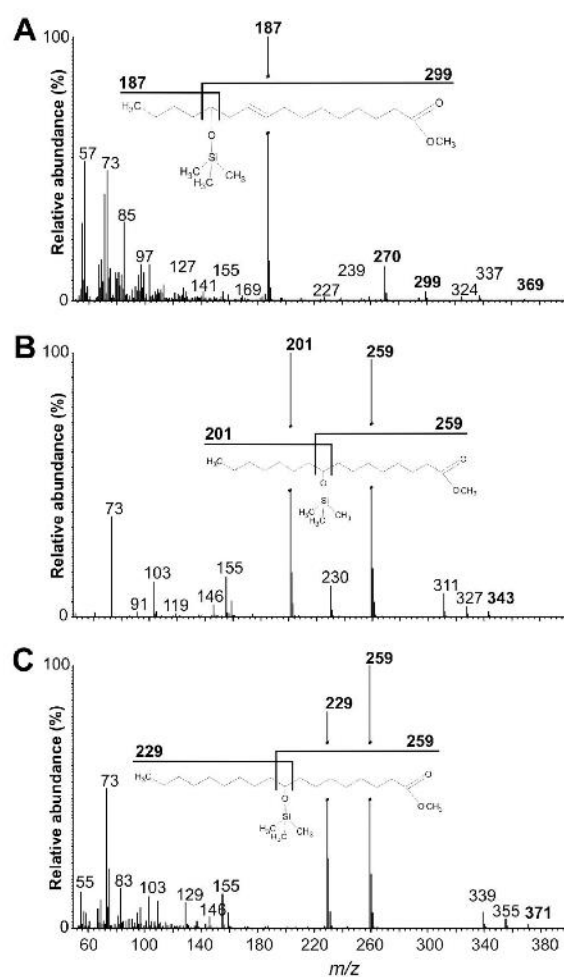 A
187
100
187
299
H₃C
O
OCH₃
O
Si
H₃C
CH₃
H₃C
57
73
85
97
127
141
155
169
227
239
270
299
324
337
369
0
Relative abundance (%)
B
201
259
100
259
201
H₃C
O
OCH₃
O
Si
H₃C
CH₃
H₃C
73
91
103
119
146
155
230
311
327
343
0
Relative abundance (%)
C
259
100
229
259
229
H₃C
O
OCH₃
O
Si
H₃C
CH₃
H₃C
73
55
83
103
129
146
155
339
355
371
0
Relative abundance (%)
60 100 140 180 220 260 300 340 380
m/z